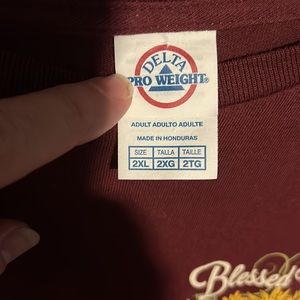 DELTA
PRO WEIGHT®
ADULT ADULTO ADULTE
MADE IN HONDURAS
SIZE TALLA TAILLE
2XL 2XG 2TG
Blessed